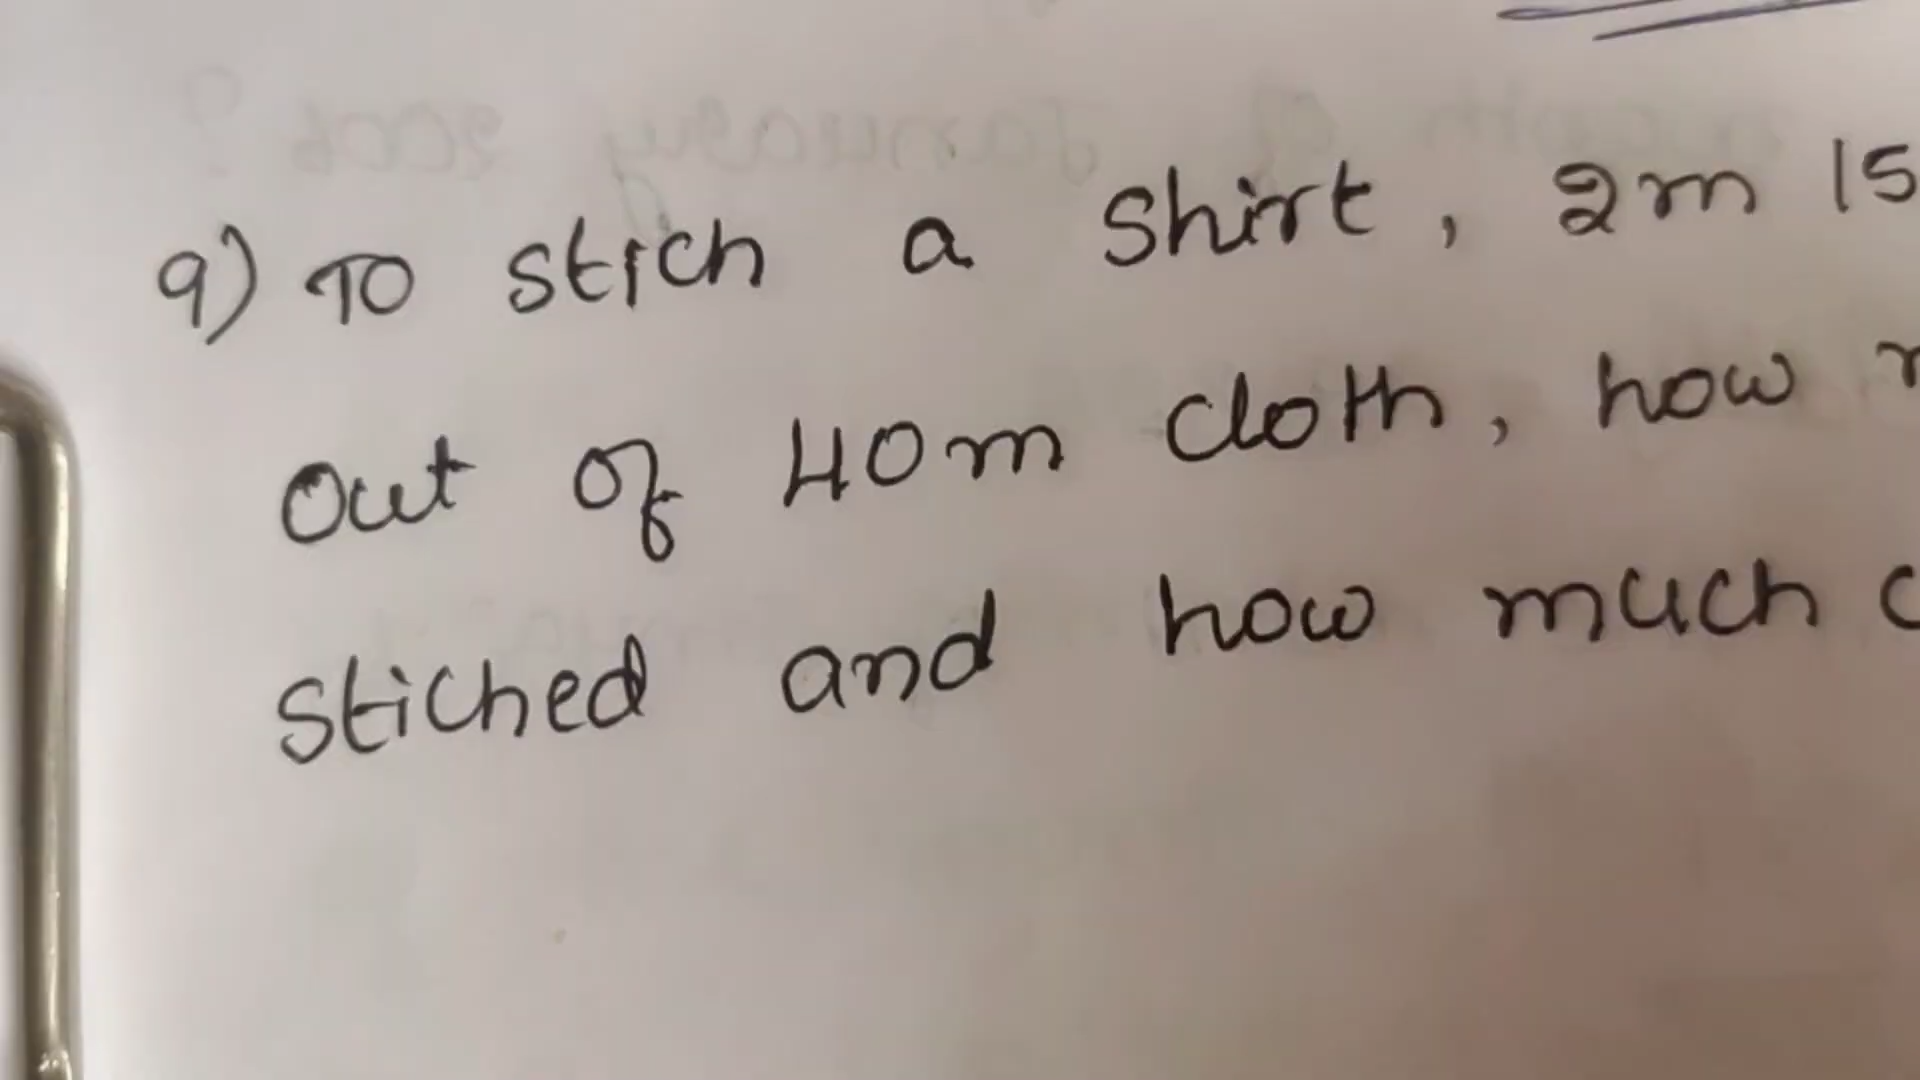 9) To stich a shirt, 2m 15
out of 40m cloth, how
stiched and how much